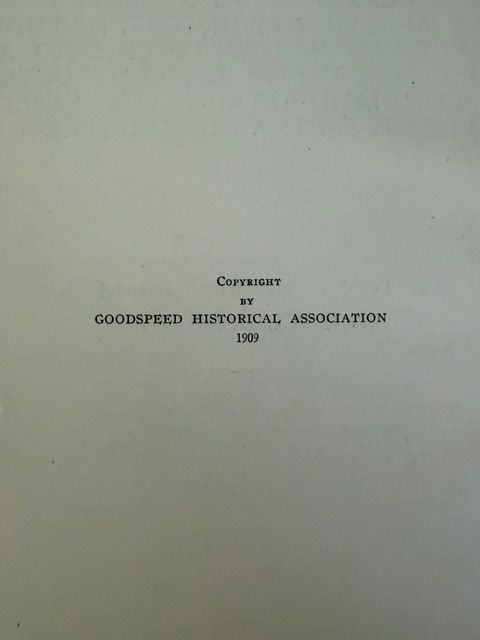 COPYRIGHT
BY
GOODSPEED HISTORICAL ASSOCIATION
1909